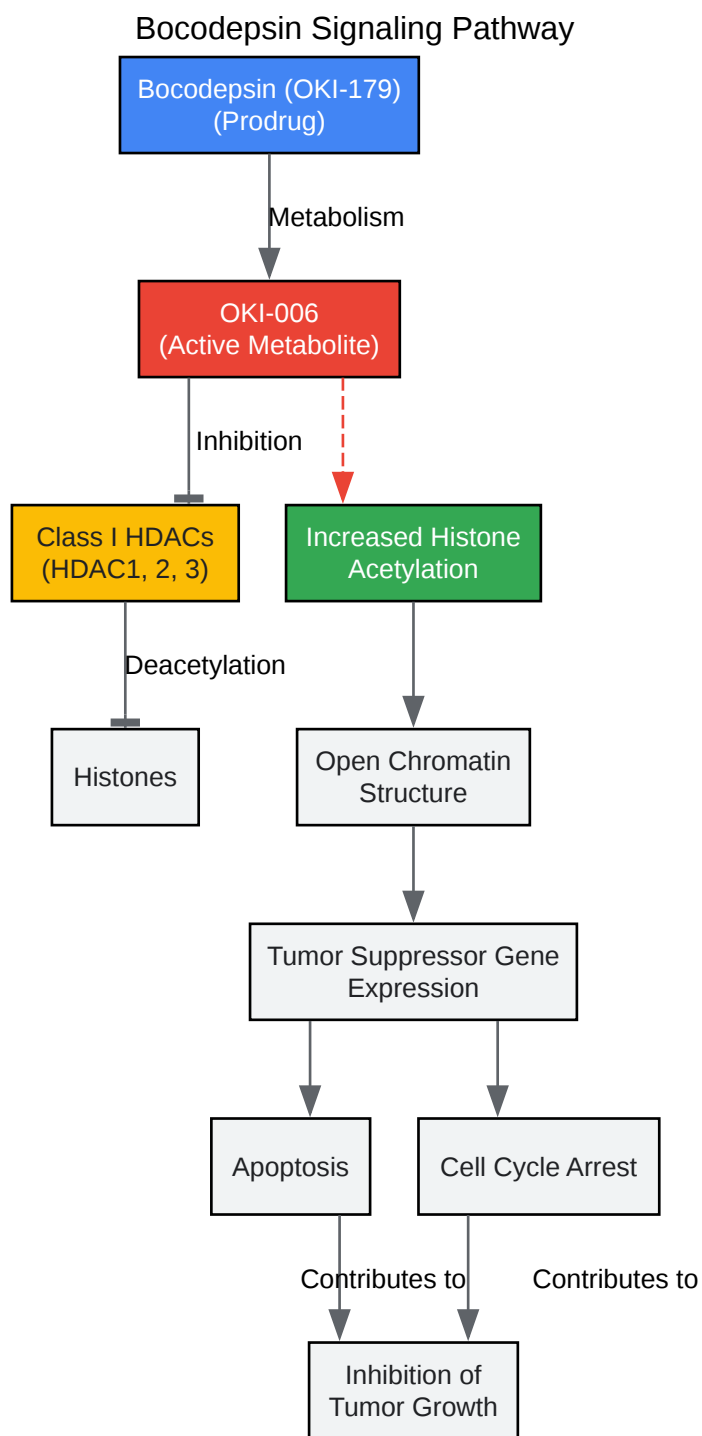 Bocodepsin Signaling Pathway
Bocodepsin (OKI-179)
(Prodrug)
Metabolism
OKI-006
(Active Metabolite)
Inhibition
Class I HDACs
(HDAC1, 2, 3)
Increased Histone
Acetylation
Deacetylation
Histones
Open Chromatin
Structure
Tumor Suppressor Gene
Expression
Apoptosis
Cell Cycle Arrest
Contributes to
Contributes to
Inhibition of
Tumor Growth